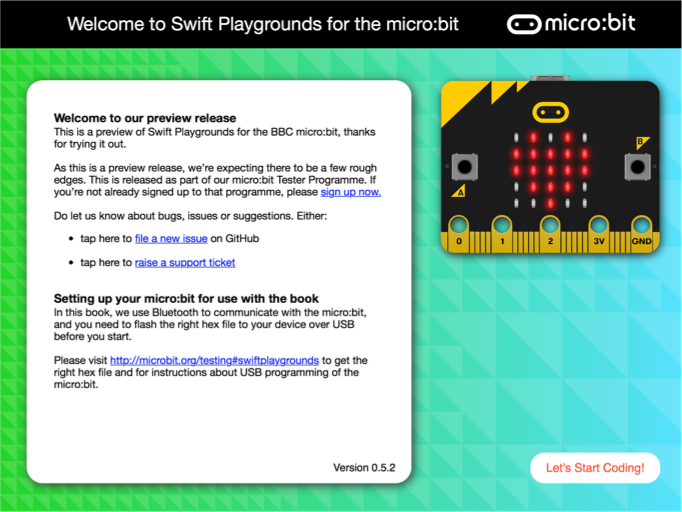 Welcome to Swift Playgrounds for the micro:bit
micro:bit
Welcome to our preview release
This is a preview of Swift Playgrounds for the BBC micro:bit, thanks
for trying it out.
As this is a preview release, we're expecting there to be a few rough
edges. This is released as part of our micro:bit Tester Programme. If
you're not already signed up to that programme, please sign up now.
Do let us know about bugs, issues or suggestions. Either:
• tap here to file a new issue on GitHub
• tap here to raise a support ticket
Setting up your micro:bit for use with the book
In this book, we use Bluetooth to communicate with the micro:bit,
and you need to flash the right hex file to your device over USB
before you start.
Please visit http://microbit.org/testing#swiftplaygrounds to get the
right hex file and for instructions about USB programming of the
micro:bit.
Version 0.5.2
B
A
0 1 2 3V GND
Let's Start Coding!